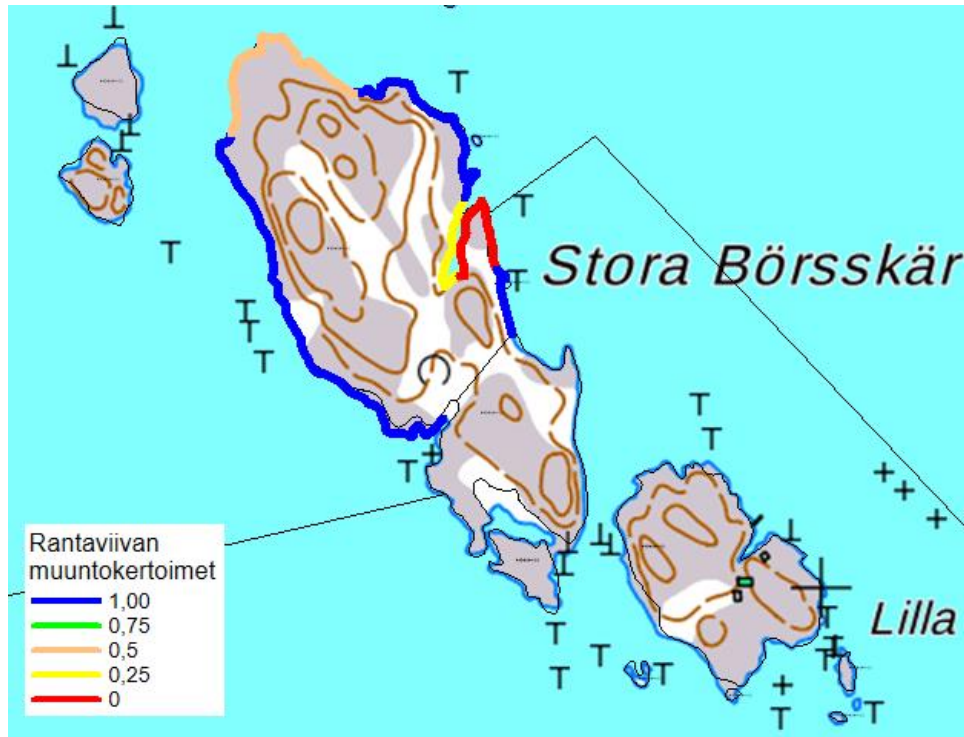 Stora Börsskär
Lilla
Rantaviivan
muuntokertoimet
1,00
0,75
0,5
0,25
0